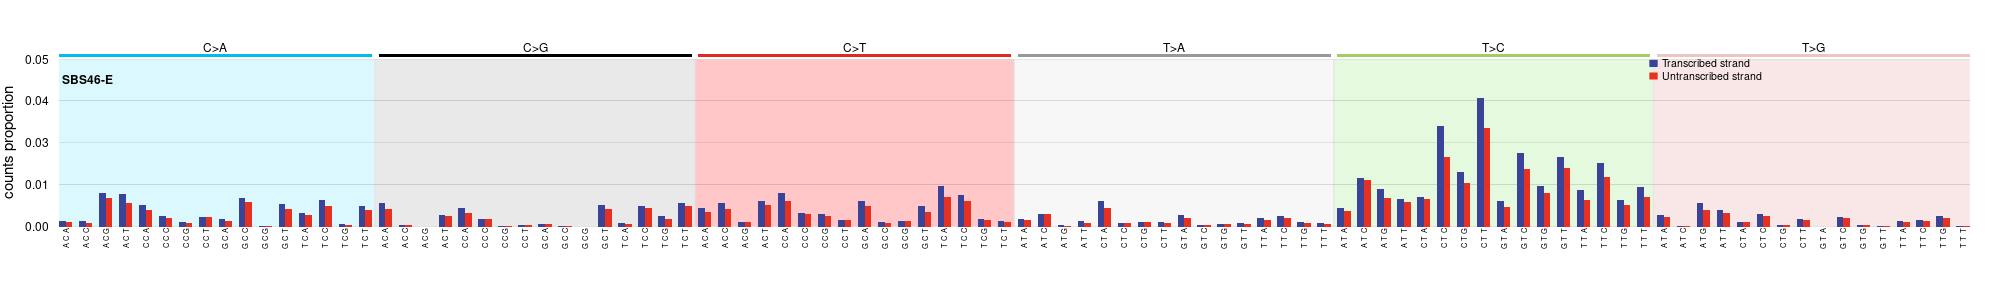 C>A C>G C>T T>A T>C T>G
0.05
Transcribed strand
SBS46-E
Untranscribed strand
0.04
counts proportion
0.03
0.01
0.00
ACA ACC ACG ACT CCA CCC CCG CCT GCA GCC GCG GCT TCA TCC TCG TCT ACA ACC ACG ACT CCA CCC CCG CCT GCA GCC GCG GCT TCA TCC TCG TCT ACA ACC ACG ACT CCA CCC CCG CCT GCA GCC GCG GCT TCA TCC TCG TCT ATA ATC ATG ATT CTA CTC CTG CTT GTA GTC GTG GTT TTA TTC TTG TTT ATA ATC ATG ATT CTA CTC CTG CTT GTA GTC GTG GTT TTA TTC TTG TTT ATA ATC ATG ATT CTA CTC CTG CTT GTA GTC GTG GTT TTA TTC TTG TTT